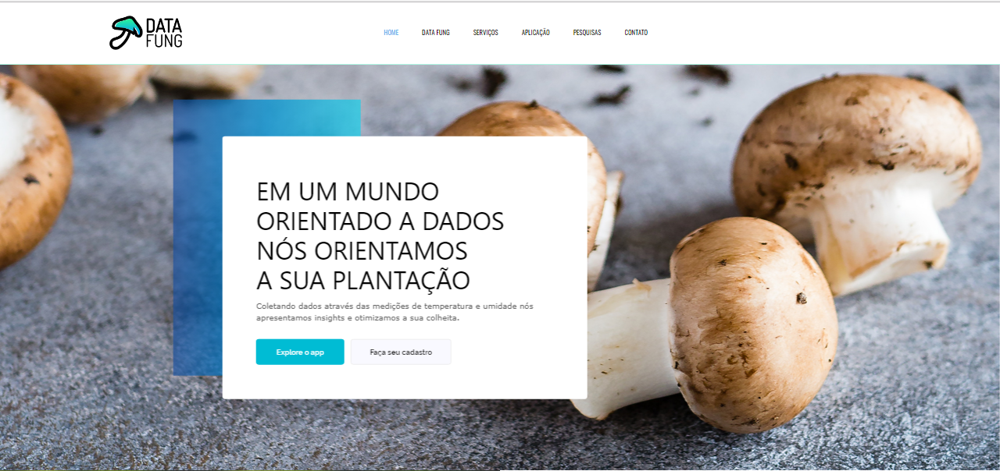 DATA
FUNG
HOME DATA FUNG SERVIÇOS APLICAÇÃO PESQUISAS CONTATO
EM UM MUNDO
ORIENTADO A DADOS
NÓS ORIENTAMOS
A SUA PLANTAÇÃO
Coletando dados através das medições de temperatura e umidade nós
apresentamos insights e otimizamos a sua colheita.
Explore o app Faça seu cadastro